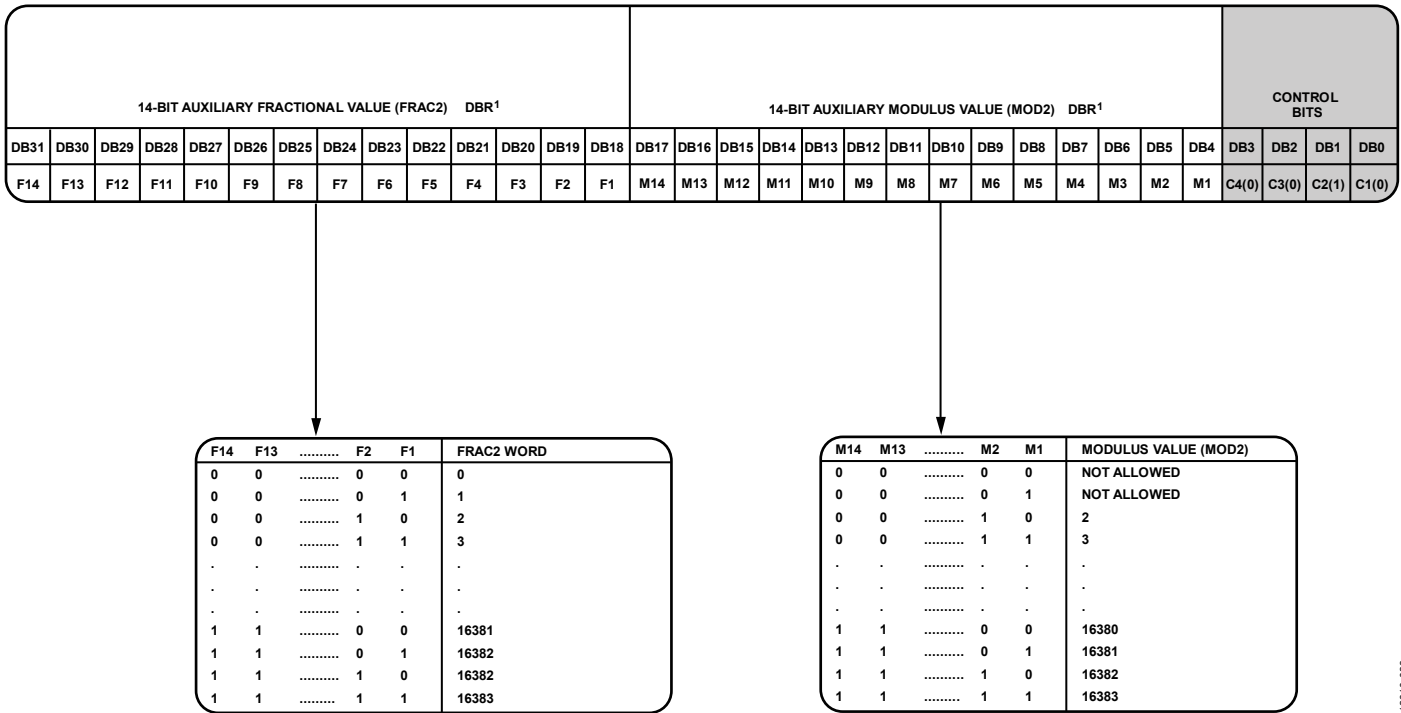 14-BIT AUXILIARY FRACTIONAL VALUE (FRAC2) DBR1
14-BIT AUXILIARY MODULUS VALUE (MOD2) DBR1
CONTROL
BITS
DB31 DB30 DB29 DB28 DB27 DB26 DB25 DB24 DB23 DB22 DB21 DB20 DB19 DB18 DB17 DB16 DB15 DB14 DB13 DB12 DB11 DB10 DB9 DB8 DB7 DB6 DB5 DB4 DB3 DB2 DB1 DB0
F14 F13 F12 F11 F10 F9 F8 F7 F6 F5 F4 F3 F2 F1 M14 M13 M12 M11 M10 M9 M8 M7 M6 M5 M4 M3 M2 M1 C4(0) C3(0) C2(1) C1(0)
F14 F13 .......... F2 F1 FRAC2 WORD
0 0 .......... 0 0 0
0 0 .......... 0 1 1
0 0 .......... 1 0 2
0 0 .......... 1 1 3
. . .......... . . .
. . .......... . . .
. . .......... . . .
1 1 .......... 0 0 16381
1 1 .......... 0 1 16382
1 1 .......... 1 0 16382
1 1 ......... 1 1 16383
M14 M13 .......... M2 M1 MODULUS VALUE (MOD2)
0 0 .......... 0 0 NOT ALLOWED
0 0 .......... 0 1 NOT ALLOWED
0 0 .......... 1 0 2
0 0 .......... 1 1 3
. . .......... . . .
. . .......... . . .
. . .......... . . .
1 1 .......... 0 0 16380
1 1 .......... 0 1 16381
1 1 .......... 1 0 16382
1 1 ......... 1 1 16383